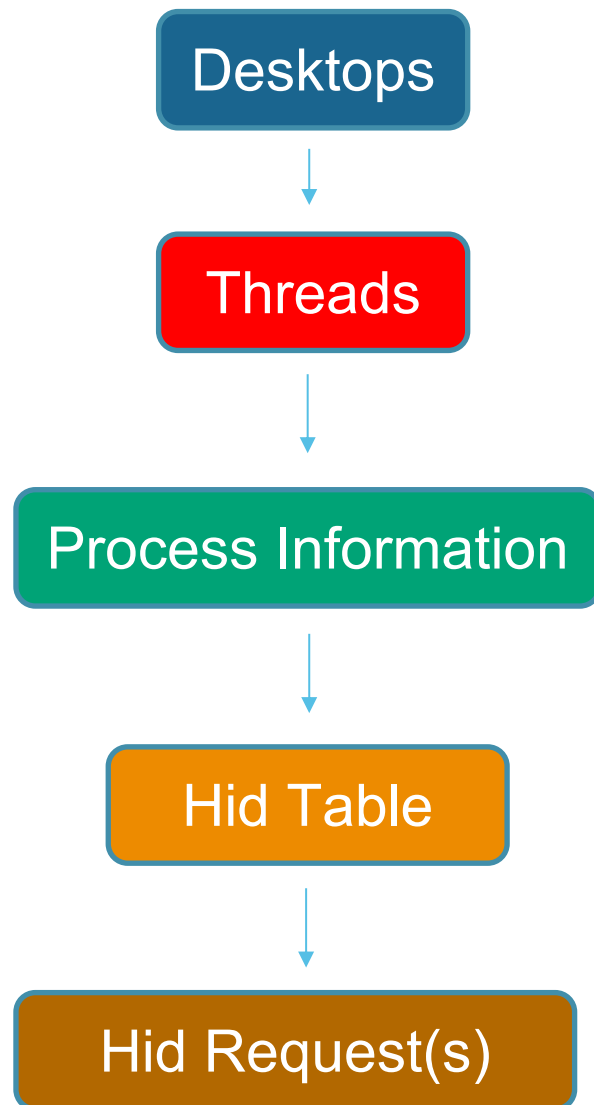 Desktops
Threads
Process Information
Hid Table
Hid Request(s)